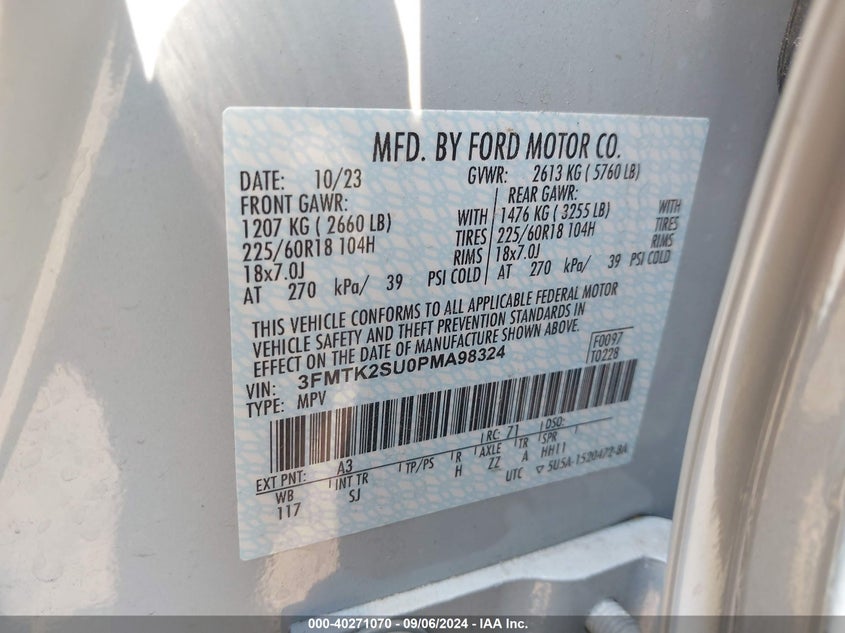 MFD. BY FORD MOTOR CO.
DATE: 10/23 GVWR: 2613 KG ( 5760 LB)
FRONT GAWR: REAR GAWR:
1207 KG ( 2660 LB) WITH 1476 KG ( 3255 LB) WITH
225/60R18 104H TIRES 225/60R18 104H TIRES
18x7.0J RIMS 18x7.0J RIMS
AT 270 kPa/ 39 PSI COLD AT 270 kPa/ 39 PSI COLD
THIS VEHICLE CONFORMS TO ALL APPLICABLE FEDERAL MOTOR
VEHICLE SAFETY AND THEFT PREVENTION STANDARDS IN
EFFECT ON THE DATE OF MANUFACTURE SHOWN ABOVE.
F0097
T0228
VIN: 3FMTK2SU0PMA98324
TYPE: MPV
RC: 71 DSO:
EXT PNT: A3
WB INT TR TP/PS R AXLE TR SPR
117 SJ H ZZ A HH11
UTC 5U5A-1520472-BA
000-40271070 - 09/06/2024 - IAA Inc.